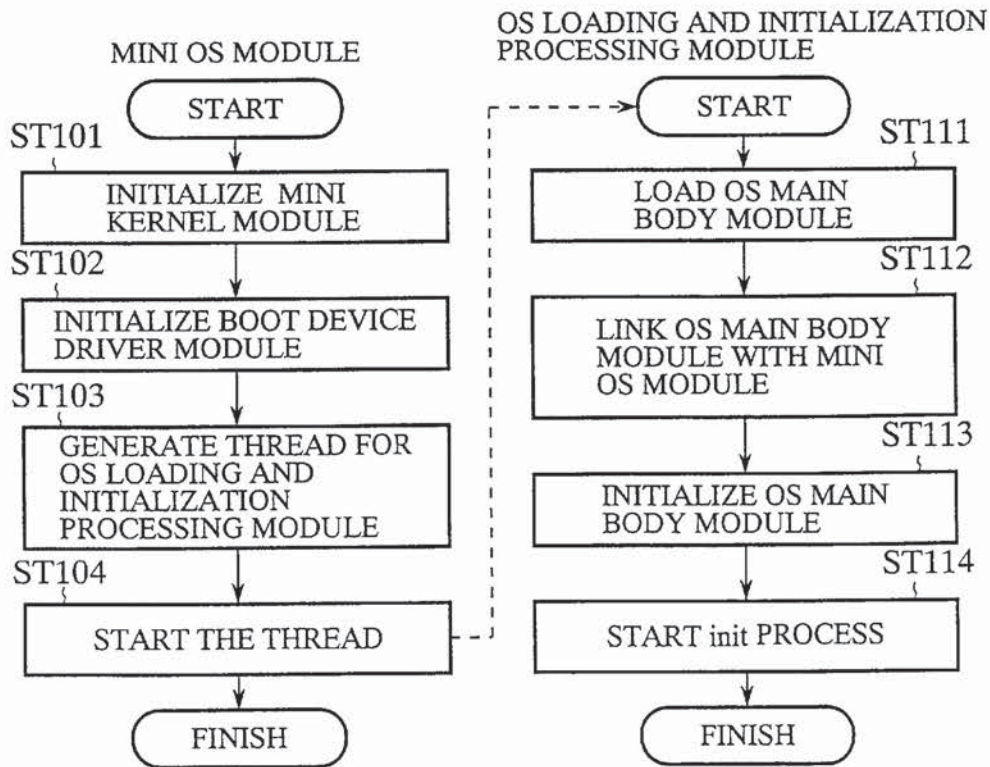 MINI OS MODULE
START
ST101
INITIALIZE MINI
KERNEL MODULE
ST102
INITIALIZE BOOT DEVICE
DRIVER MODULE
ST103
GENERATE THREAD FOR
OS LOADING AND
INITIALIZATION
PROCESSING MODULE
ST104
START THE THREAD
FINISH
OS LOADING AND INITIALIZATION
PROCESSING MODULE
START
ST111
LOAD OS MAIN
BODY MODULE
ST112
LINK OS MAIN BODY
MODULE WITH MINI
OS MODULE
ST113
INITIALIZE OS MAIN
BODY MODULE
ST114
START init PROCESS
FINISH